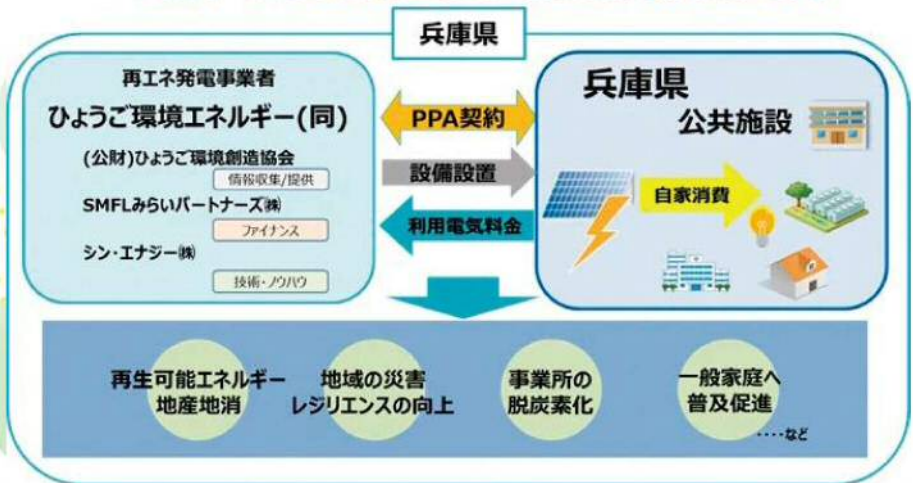 兵庫県
再エネ発電事業者
ひょうご環境エネルギー(同)
(公財)ひょうご環境創造協会
情報収集/提供
SMFLみらいパートナーズ㈱
ファイナンス
シン・エナジー㈱
技術・ノウハウ
PPA契約
設備設置
利用電気料金
兵庫県
公共施設
自家消費
再生可能エネルギー
地産地消
地域の災害
レジリエンスの向上
事業所の
脱炭素化
一般家庭へ
普及促進
‥‥など